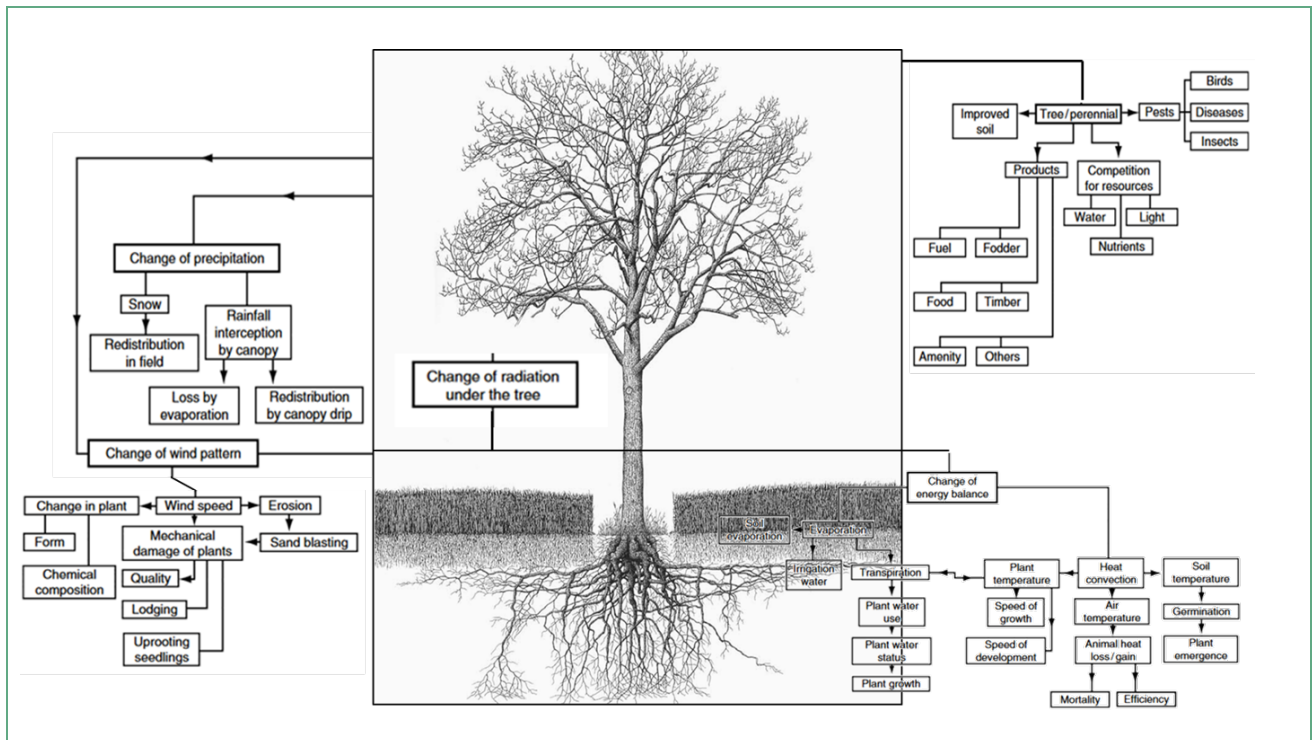 Birds
Improved
soil
Tree/perennial
Pests
Diseases
Insects
Products
Competition
for resources
Water
Light
Nutrients
Fuel
Fodder
Food
Timber
Amenity
Others
Change of precipitation
Snow
Redistribution
in field
Rainfall
interception
by canopy
Loss by
evaporation
Redistribution
by canopy drip
Change of radiation
under the tree
Change of wind pattern
Change in plant
Wind speed
Erosion
Form
Mechanical
damage of plants
Sand blasting
Chemical
composition
Quality
Lodging
Uprooting
seedlings
Change of
energy balance
Soil
evaporation
Evaporation
Irrigation
water
Transpiration
Plant water
use
Plant water
status
Plant growth
Plant
temperature
Heat
convection
Soil
temperature
Speed of
growth
Air
temperature
Germination
Speed of
development
Animal heat
loss/gain
Plant
emergence
Mortality
Efficiency